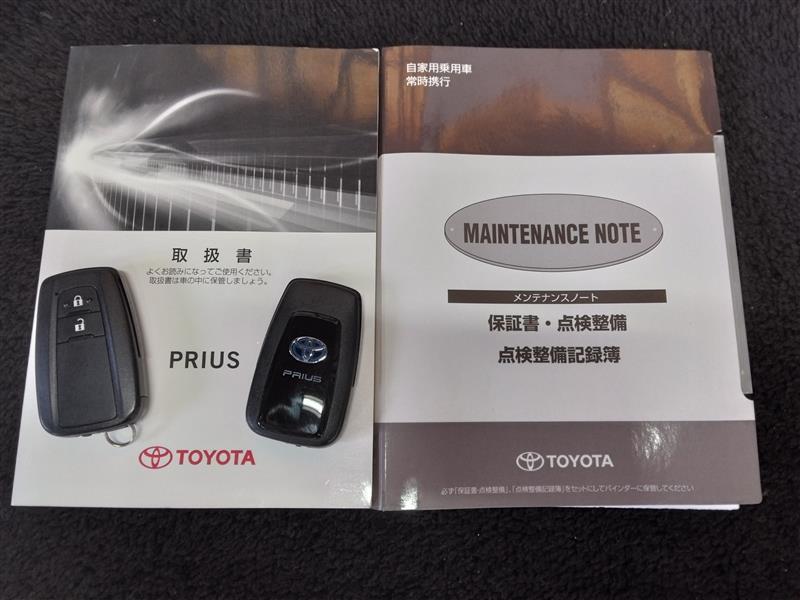 取扱書
よくお読みになってご使用ください。
取扱書は車の中に保管しましょう。
PRIUS
PRIUS
TOYOTA
自家用乗用車
常時携行
MAINTENANCE NOTE
メンテナンスノート
保証書・点検整備
点検整備記録簿
TOYOTA
必ず「保証書・点検整備」、「点検整備記録簿」をセットにしてバインダーに保管してください